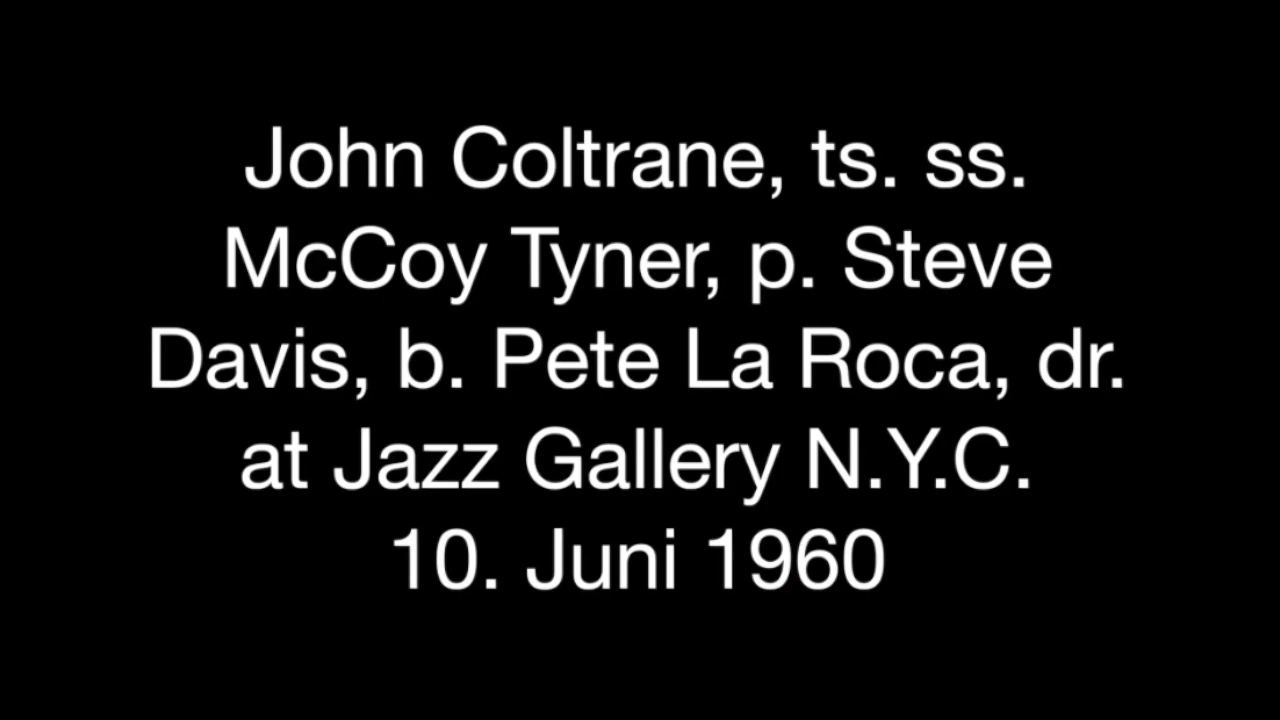 John Coltrane, ts. ss.
McCoy Tyner, p. Steve
Davis, b. Pete La Roca, dr.
at Jazz Gallery N.Y.C.
10. Juni 1960